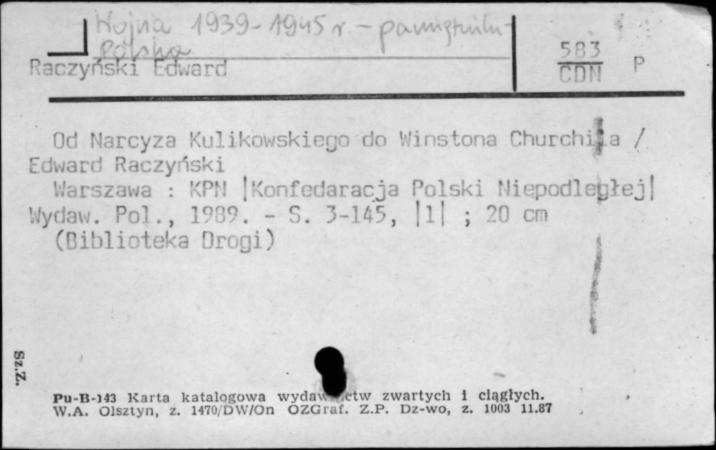 Wojna 1939-1945 r - pamiętniki -
Polska
Raczyński Edward
583
CDN
P
Od Narcyza Kulikowskiego do Winstona Churchilla /
Edward Raczyński
Warszawa : KPN |Konfedaracja Polski Niepodległej|
Wydaw. Pol., 1989. - S. 3-145, |1| ; 20 cm
(Biblioteka Drogi)
Sz.Z.
Pu-B-143 Karta katalogowa wydawnictw zwartych i ciągłych.
W.A. Olsztyn, z. 1470/DW/On OZGraf. Z.P. Dz-wo, z. 1003 11.87